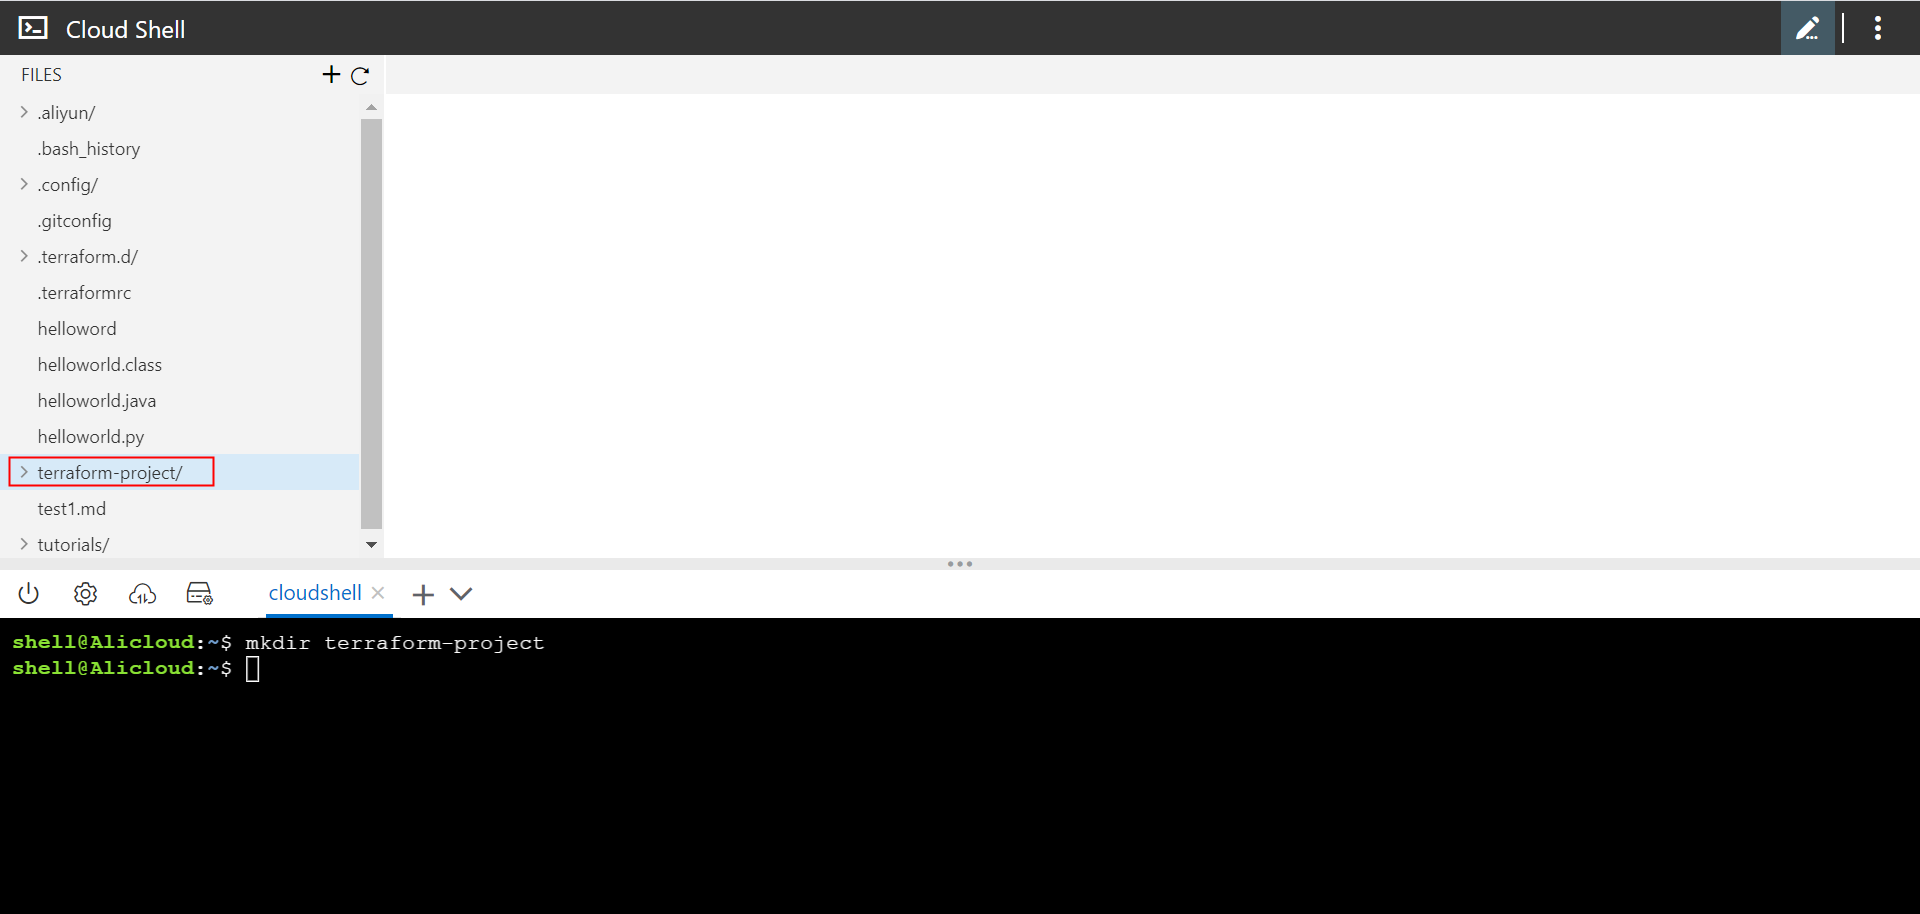 Cloud Shell
FILES
.aliyun/
.bash_history
.config/
.gitconfig
.terraform.d/
.terraformrc
helloword
helloworld.class
helloworld.java
helloworld.py
terraform-project/
test1.md
tutorials/
cloudshell
shell@Alicloud:~$ mkdir terraform-project
shell@Alicloud:~$